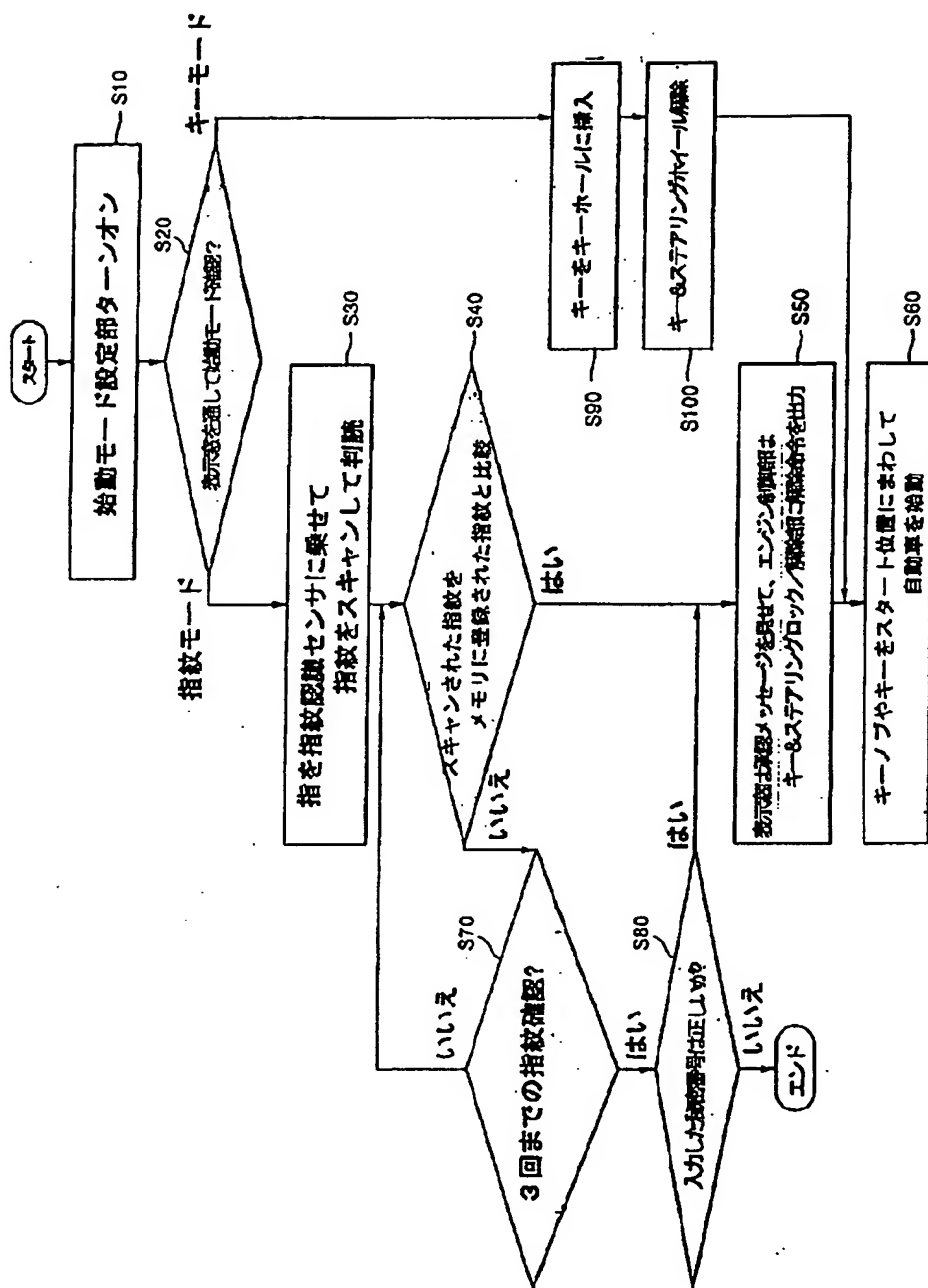 スタート
始動モード設定部ターンオン
S10
表示窓を通して始動モード確認?
S20
指紋モード
キーモード
指を指紋認識センサに乗せて
指紋をスキャンして判読
S30
スキャンされた指紋を
メモリに登録された指紋と比較
S40
いいえ
はい
3回までの指紋確認?
S70
いいえ
はい
入力した番号は正しいか?
S80
はい
いいえ
エンド
キーをキーホールに挿入
S90
キー&ステアリングホイール解除
S100
表示窓は承認メッセージを見せて、エンジン制御部は
キー&ステアリングロック/解除部に解除命令を出力
S50
キーノブやキーをスタート位置にまわして
自動車を始動
S60